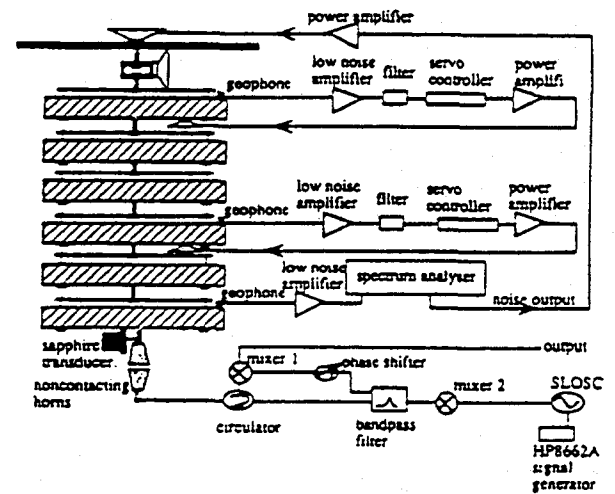 power amplifier
low noise
amplifier
filter
servo
controller
power
amplifi
geophone
low noise
amplifier
filter
servo
controller
power
amplifier
geophone
low noise
amplifier
spectrum analyser
geophone
noise output
sapphire
transducer.
noncontacting
horns
mixer 1
phase shifter
output
mixer 2
SLOSC
circulator
bandpass
filter
HP8662A
signal
generator